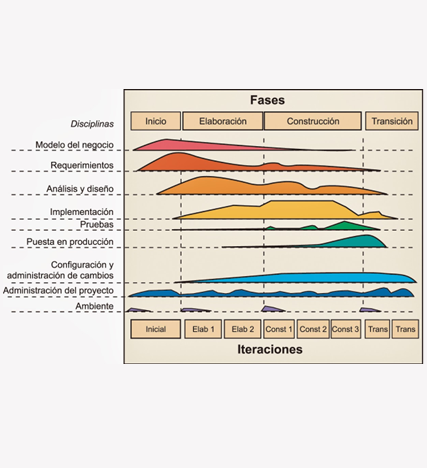 Fases
Disciplinas
Inicio
Elaboración
Construcción
Transición
Modelo del negocio
Requerimientos
Análisis y diseño
Implementación
Pruebas
Puesta en producción
Configuración y
administración de cambios
Administración del proyecto
Ambiente
Inicial
Elab 1
Elab 2
Const 1
Const 2
Const 3
Trans
Trans
Iteraciones